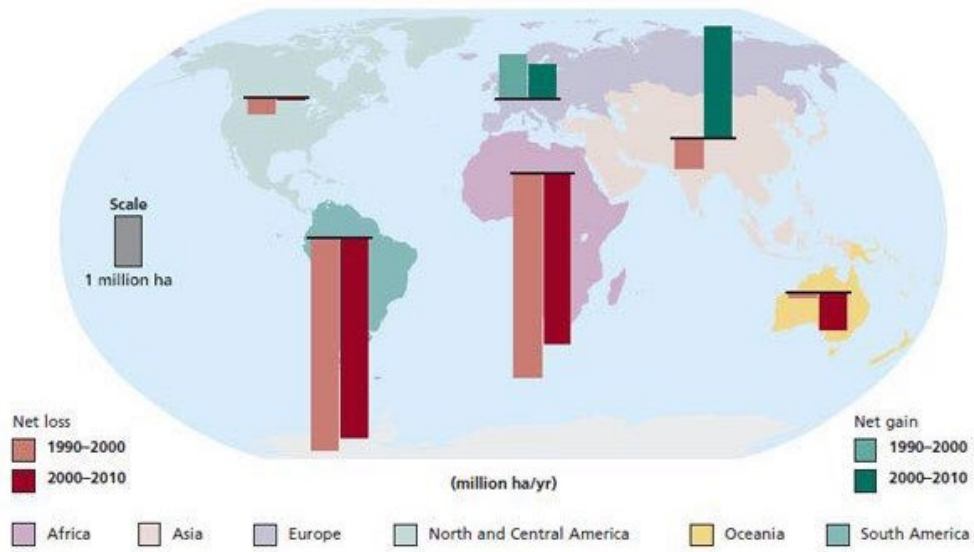 Scale
1 million ha
Net loss
1990–2000
2000–2010
(million ha/yr)
Net gain
1990–2000
2000–2010
Africa
Asia
Europe
North and Central America
Oceania
South America